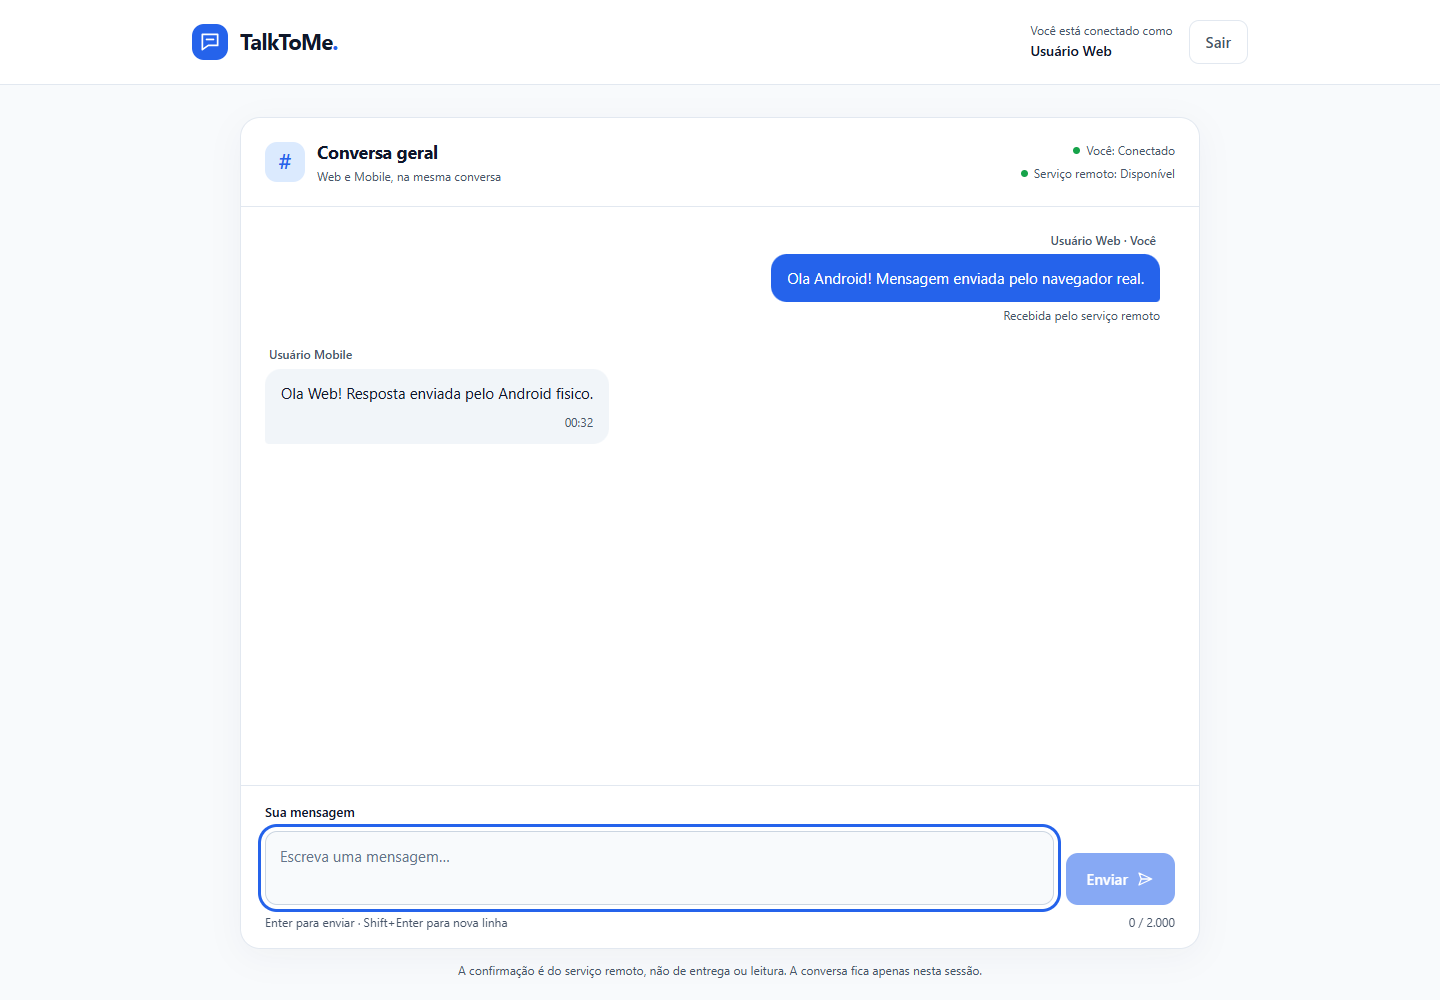 TalkToMe.
Você está conectado como
Usuário Web
Sair
#
Conversa geral
Web e Mobile, na mesma conversa
Você: Conectado
Serviço remoto: Disponível
Usuário Web · Você
Ola Android! Mensagem enviada pelo navegador real.
Recebida pelo serviço remoto
Usuário Mobile
Ola Web! Resposta enviada pelo Android fisico.
00:32
Sua mensagem
Escreva uma mensagem...
Enviar
Enter para enviar · Shift+Enter para nova linha
0 / 2.000
A confirmação é do serviço remoto, não de entrega ou leitura. A conversa fica apenas nesta sessão.